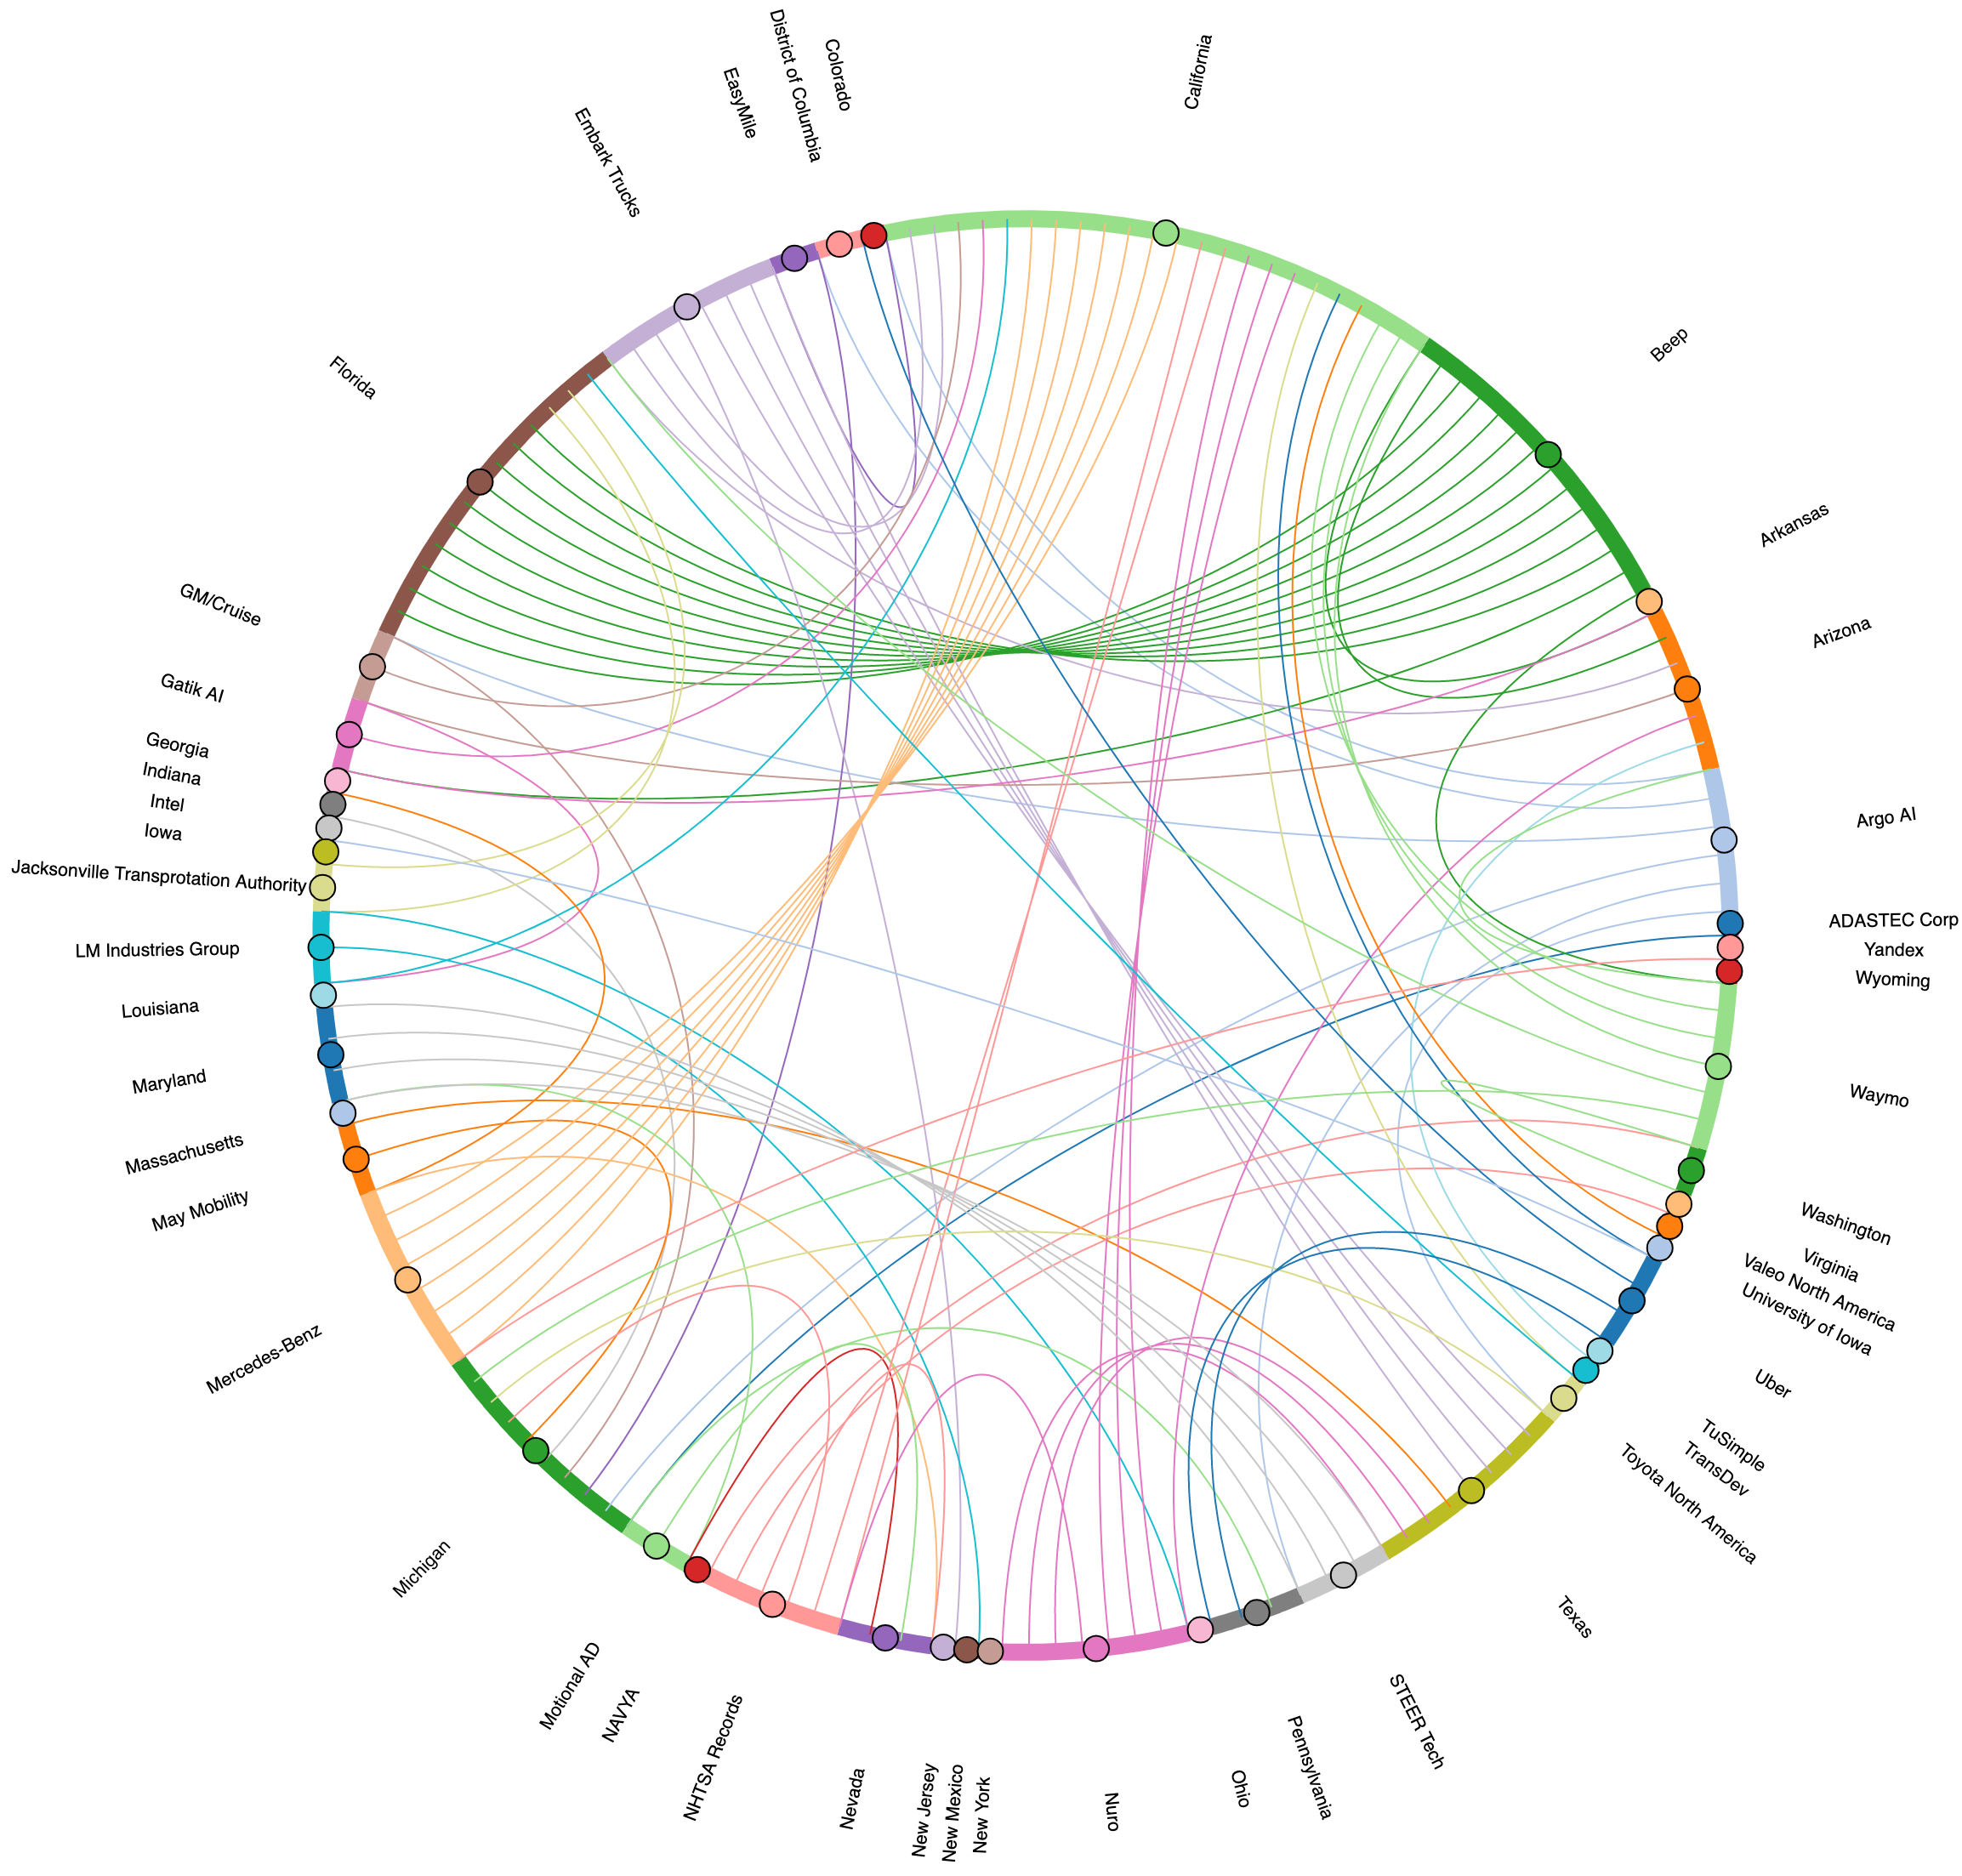 California
Colorado
District of Columbia
EasyMile
Embark Trucks
Florida
GM/Cruise
Gatik AI
Georgia
Indiana
Intel
Iowa
Jacksonville Transprotation Authority
LM Industries Group
Louisiana
Maryland
Massachusetts
May Mobility
Mercedes-Benz
Michigan
Motional AD
NAVYA
NHTSA Records
Nevada
New Jersey
New Mexico
New York
Nuro
Ohio
Pennsylvania
STEER Tech
Texas
Toyota North America
TransDev
TuSimple
Uber
University of Iowa
Valeo North America
Virginia
Washington
Waymo
Wyoming
Yandex
ADASTEC Corp
Argo AI
Arizona
Arkansas
Beep